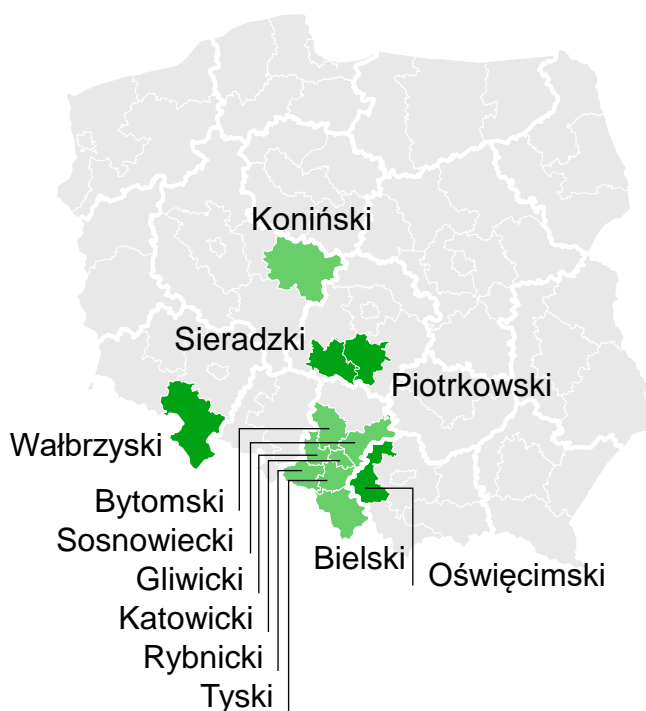 Koniński
Sieradzki
Piotrkowski
Wałbrzyski
Bytomski
Sosnowiecki
Bielski
Oświęcimski
Gliwicki
Katowicki
Rybnicki
Tyski